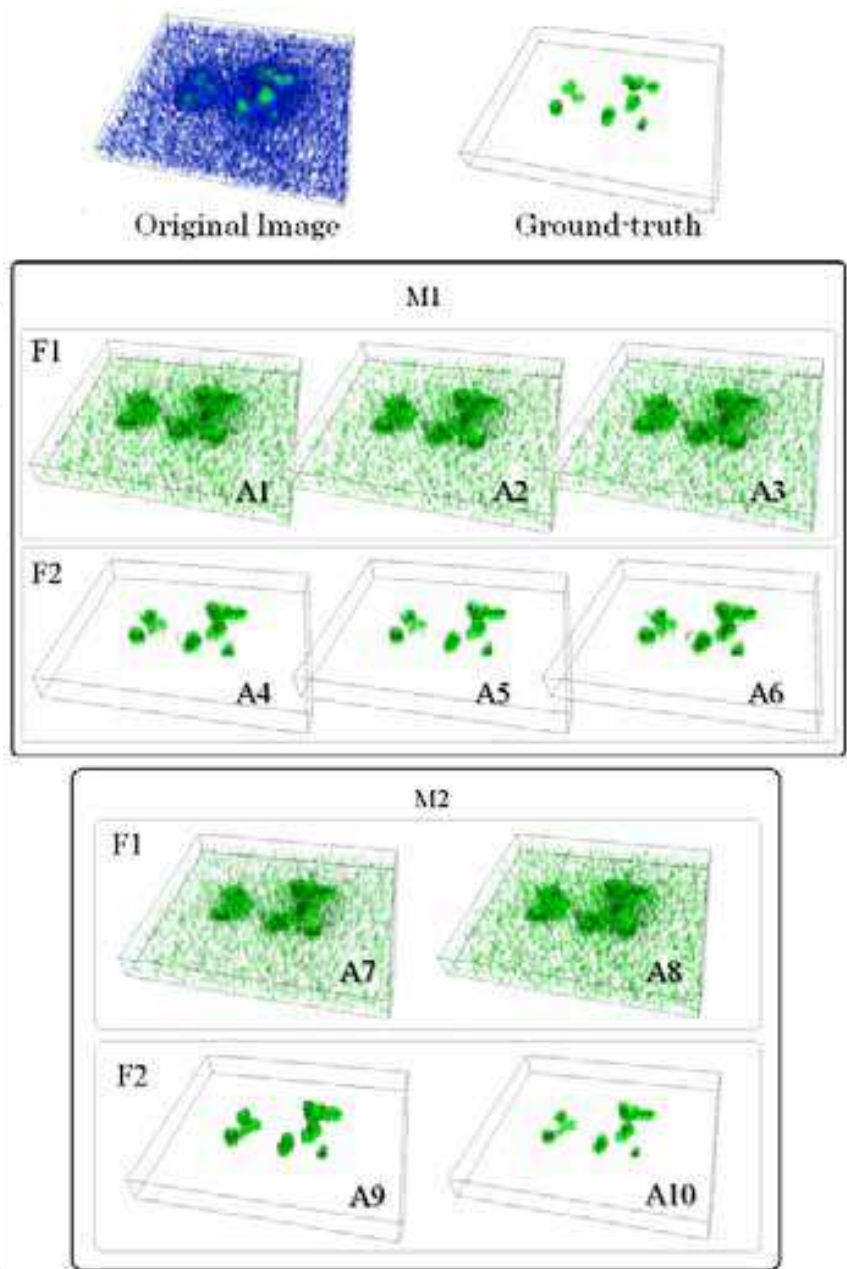 Original Image
Ground-truth
M1
F1
A1
A2
A3
F2
A4
A5
A6
M2
F1
A7
A8
F2
A9
A10